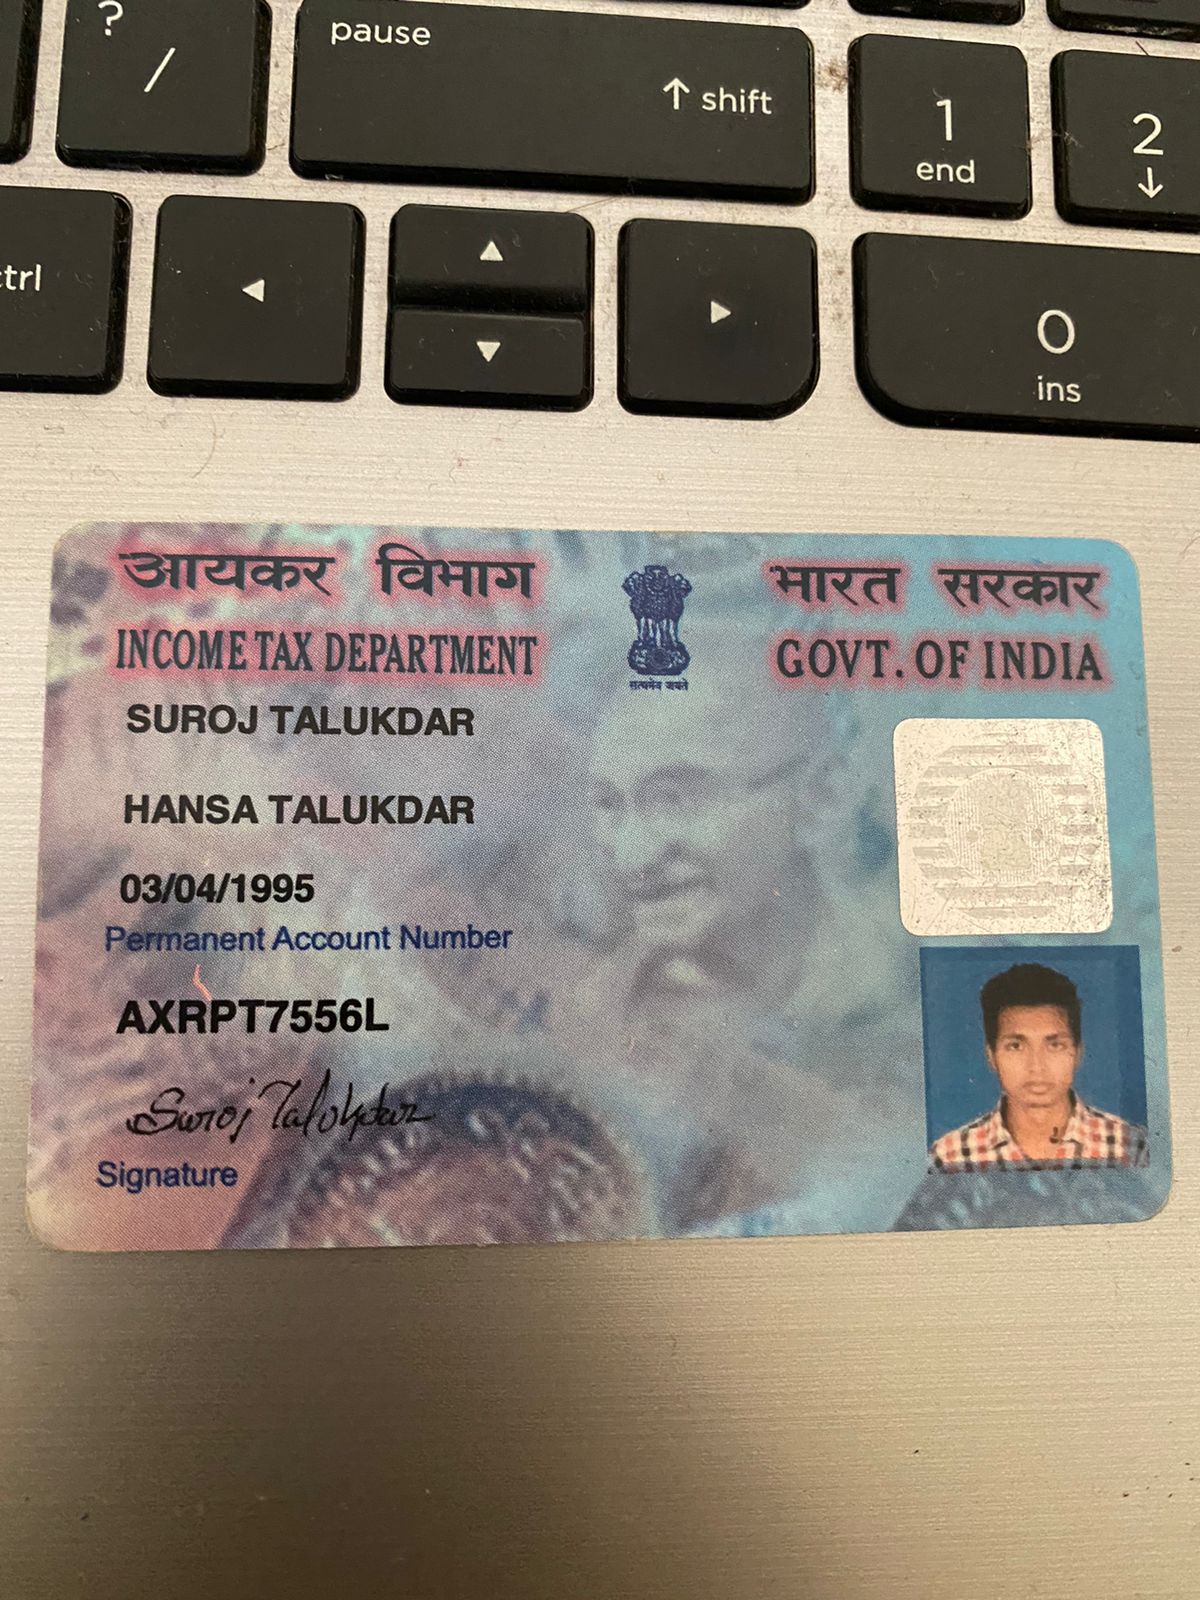 ?
/
pause
↑ shift
1
end
2
↓
ctrl
◀
▲
▼
▶
0
ins
आयकर विभाग
INCOME TAX DEPARTMENT
सत्यमेव जयते
भारत सरकार
GOVT. OF INDIA
SUROJ TALUKDAR
HANSA TALUKDAR
03/04/1995
Permanent Account Number
AXRPT7556L
Suroj Talukdar
Signature